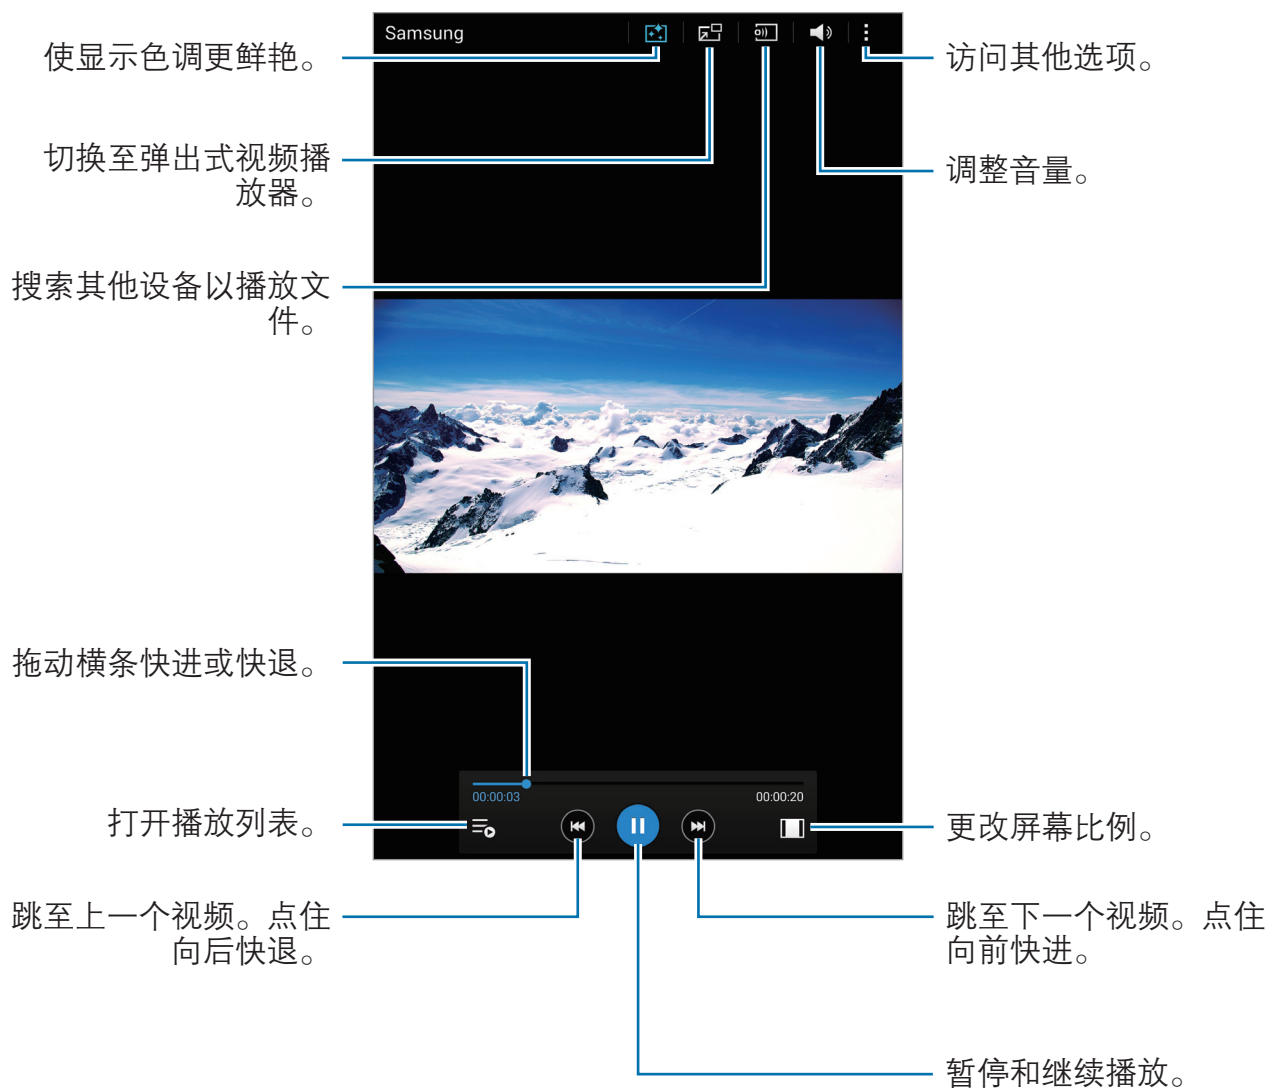 Samsung
使显示色调更鲜艳。
访问其他选项。
切换至弹出式视频播
放器。
调整音量。
搜索其他设备以播放文
件。
拖动横条快进或快退。
00:00:03
00:00:20
打开播放列表。
更改屏幕比例。
跳至上一个视频。点住
向后快退。
跳至下一个视频。点住
向前快进。
暂停和继续播放。